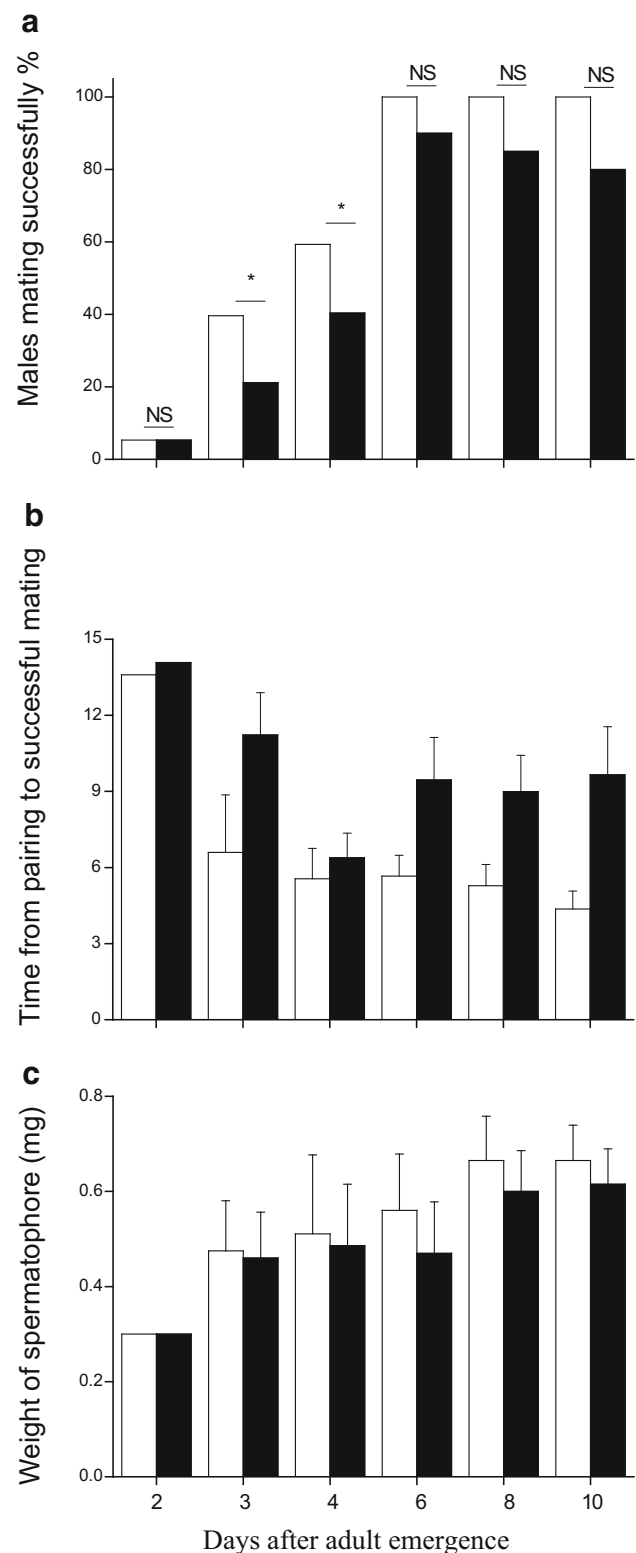 a
Males mating successfully %
100
80
60
40
20
0
NS
*
*
NS
NS
NS
b
Time from pairing to successful mating
15
12
9
6
3
0
c
Weight of spermatophore (mg)
0.8
0.6
0.4
0.2
0.0
2 3 4 6 8 10
Days after adult emergence